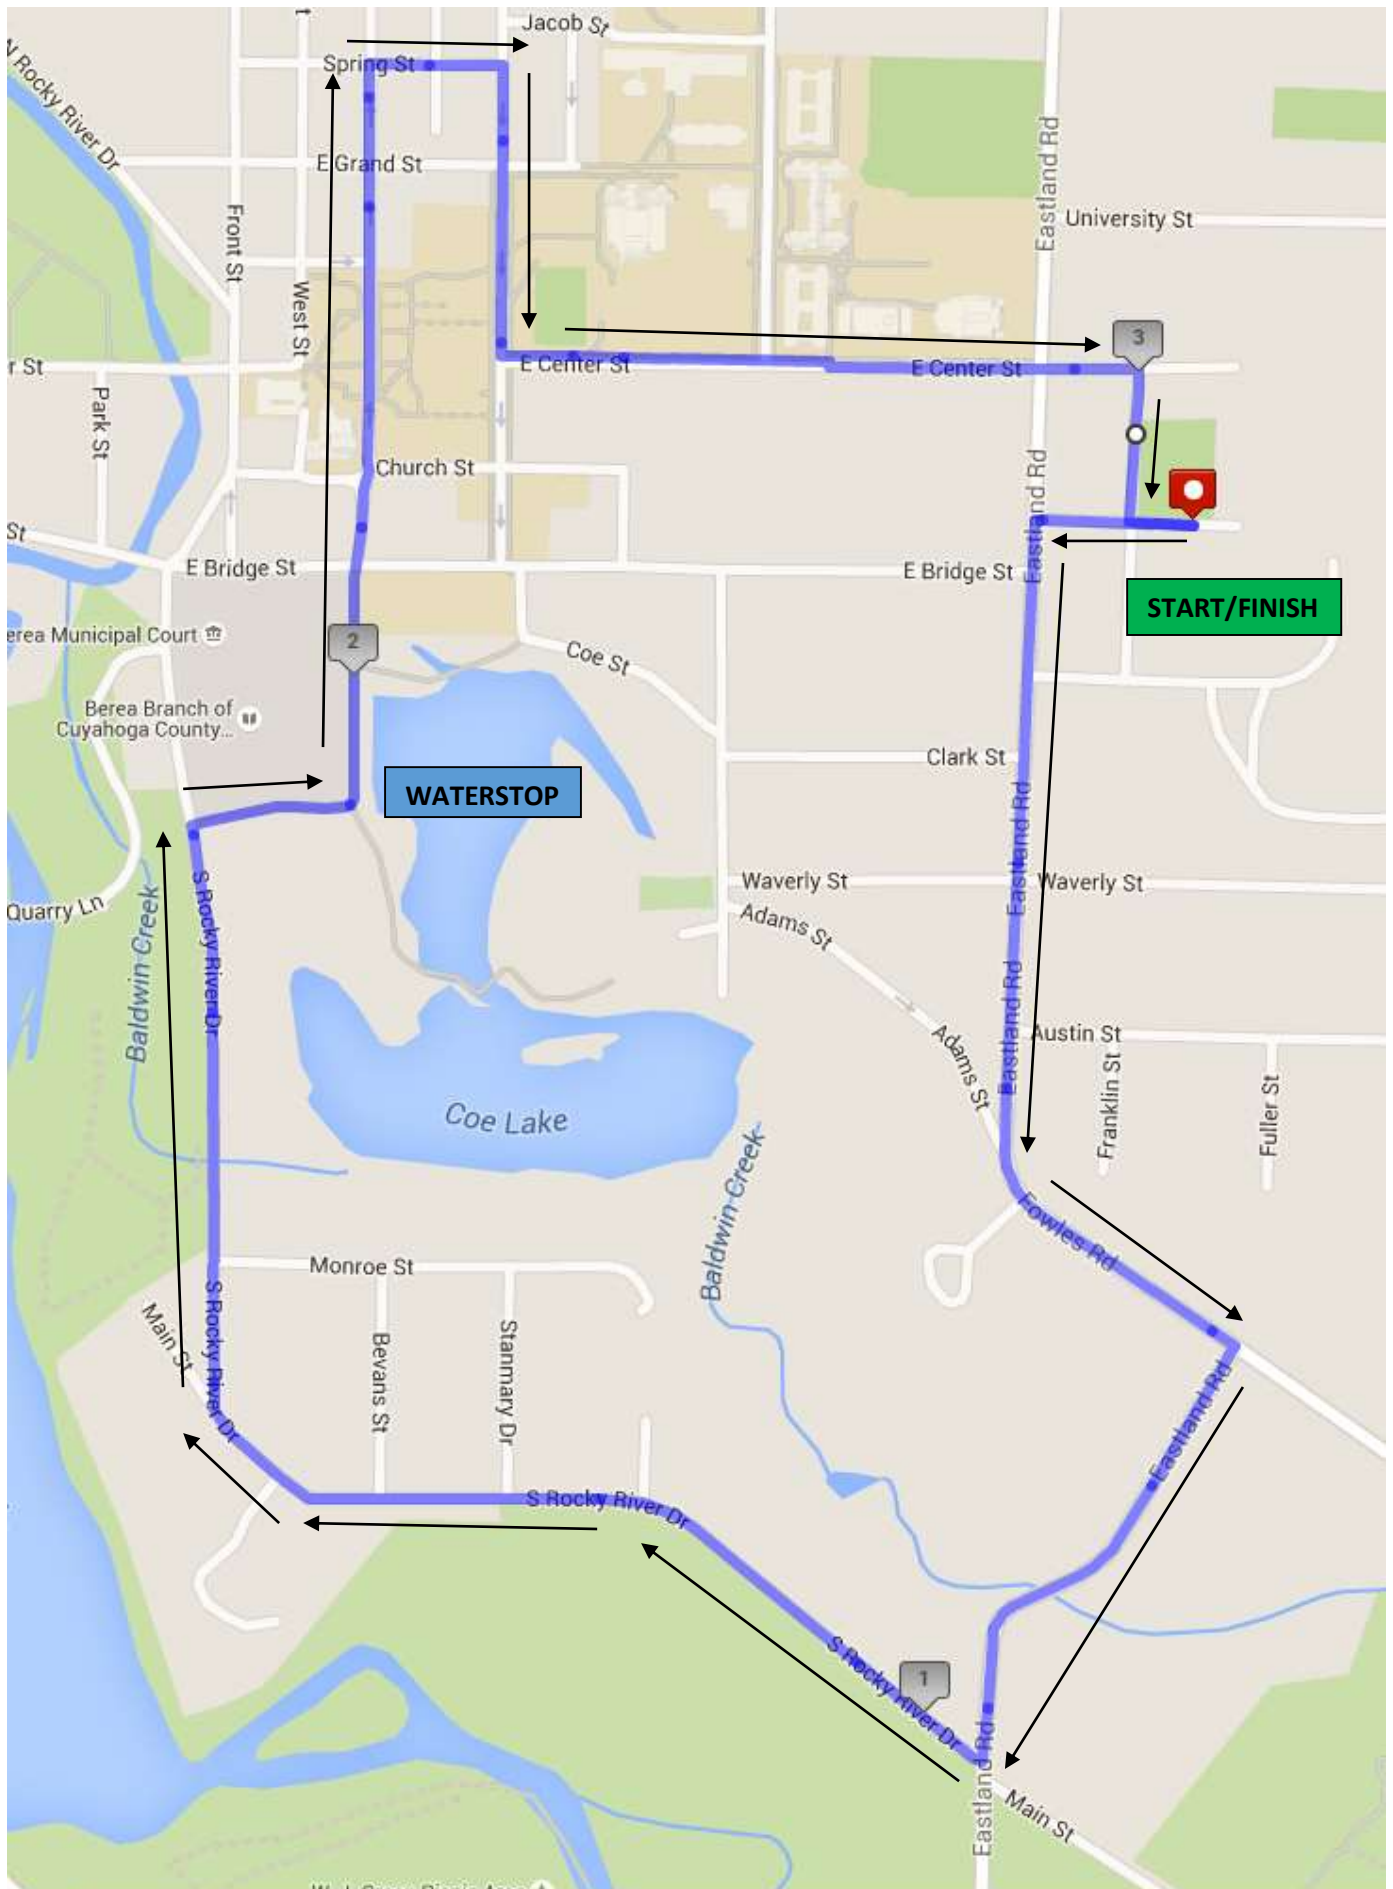 Jacob St
Spring St
N Rocky River Dr
E Grand St
Eastland Rd
University St
Front St
West St
3
r St
E Center St
E Center St
Park St
Church St
Eastland Rd
St
E Bridge St
E Bridge St
START/FINISH
erea Municipal Court
2
Coe St
Berea Branch of
Cuyahoga County...
Clark St
WATERSTOP
Eastland Rd
Waverly St
Waverly St
Quarry Ln
S Rocky River Dr
Adams St
Baldwin Creek
Eastland Rd
Austin St
Adams St
Franklin St
Fuller St
Coe Lake
Baldwin Creek
Fowles Rd
Monroe St
Main St
S Rocky River Dr
Bevans St
Stanmary Dr
Eastland Rd
S Rocky River Dr
1
S Rocky River Dr
Eastland Rd
Main St